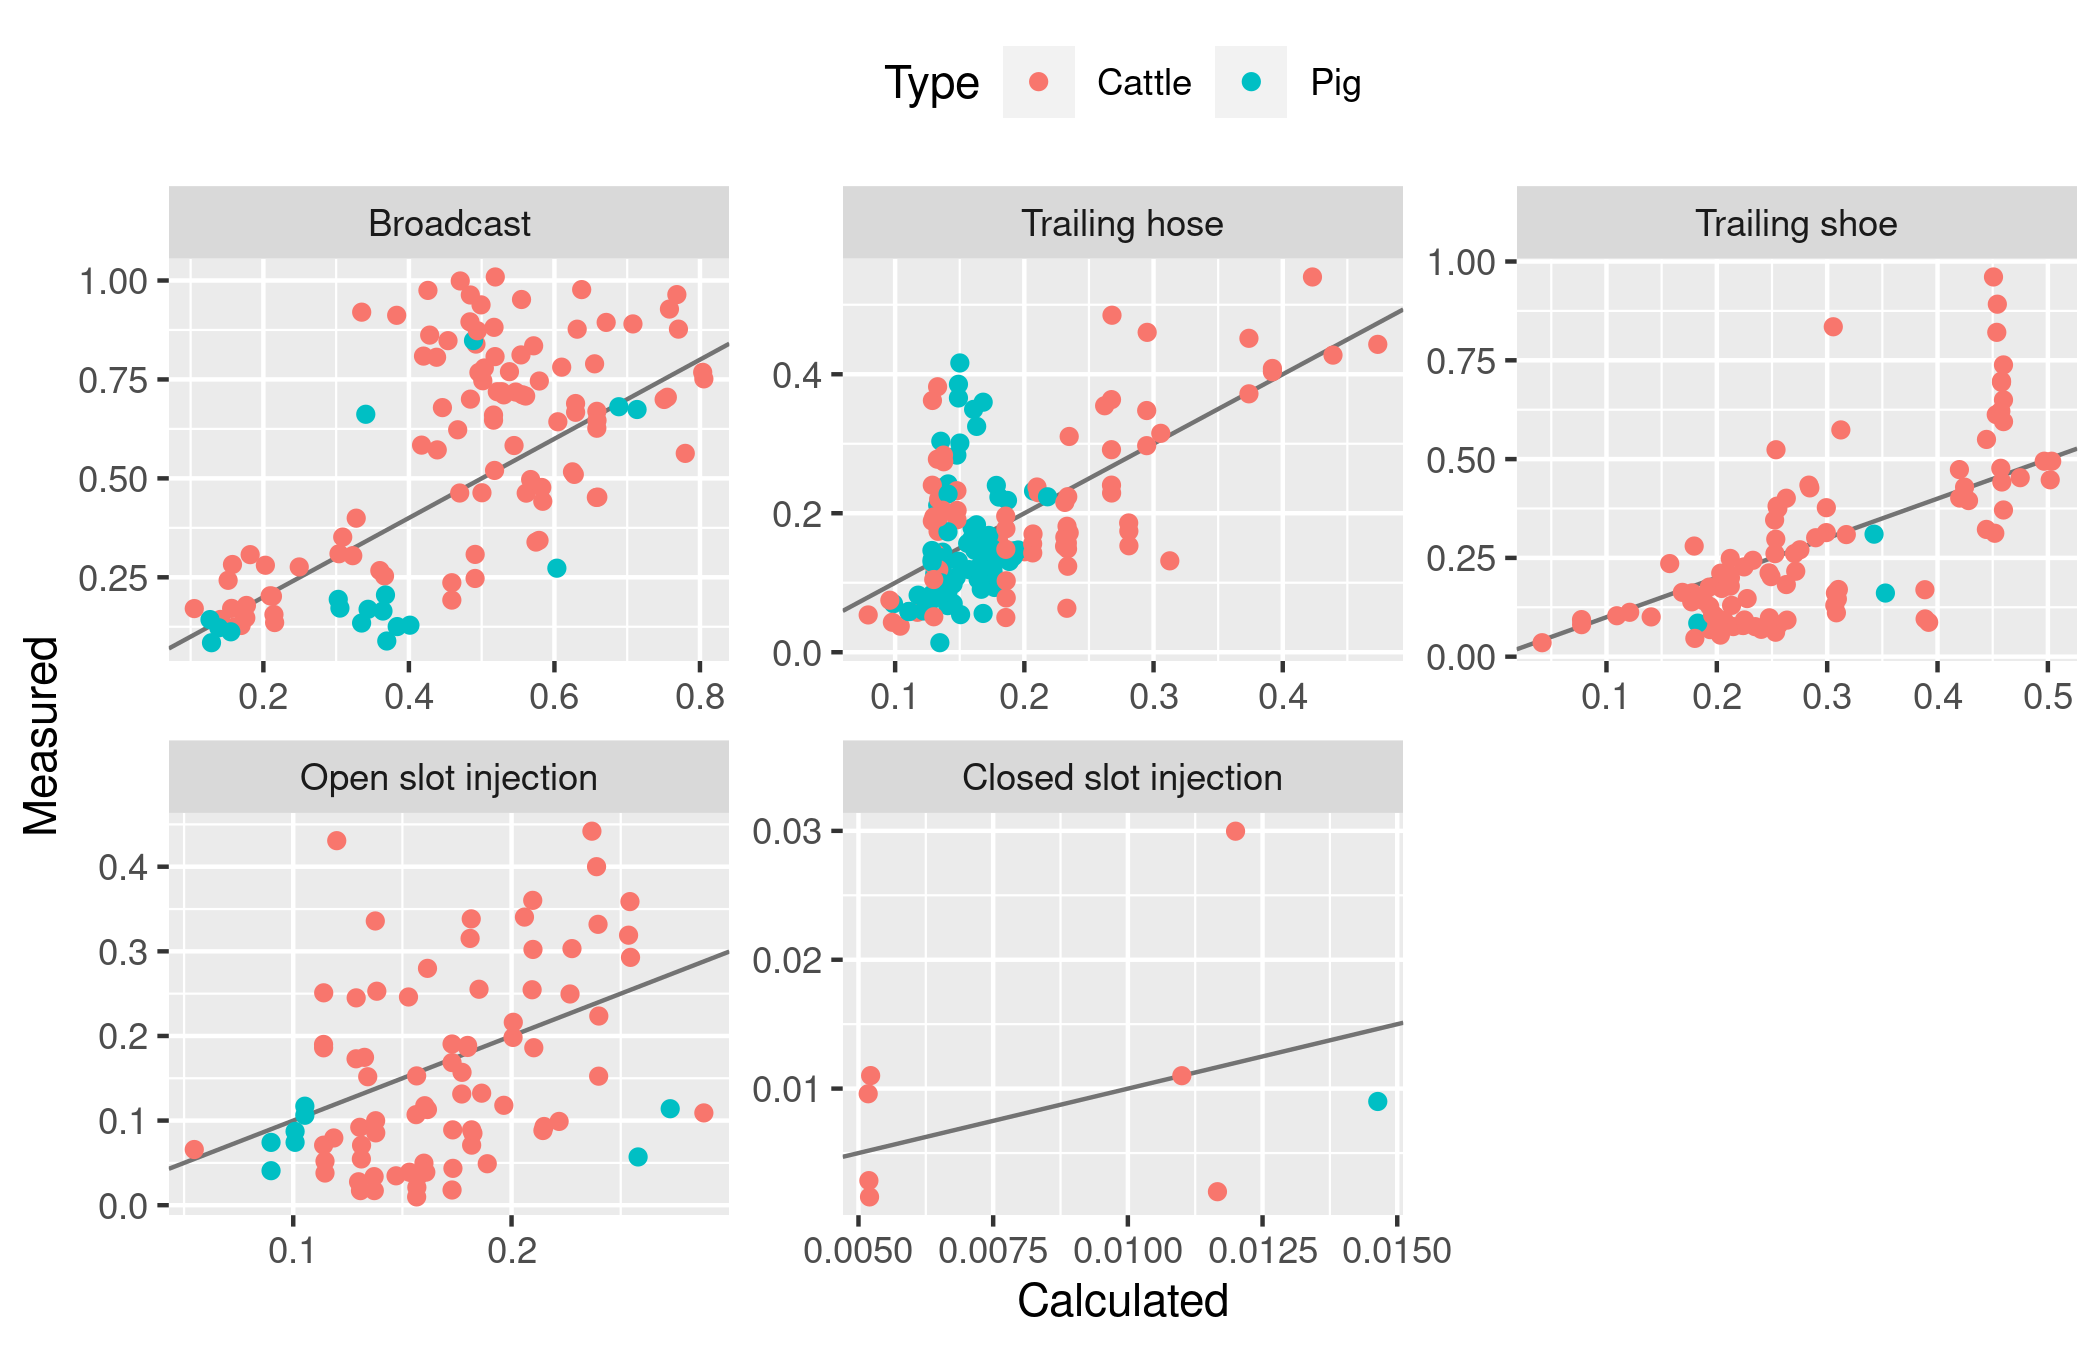 Type Cattle Pig
Broadcast Trailing hose Trailing shoe
1.00
0.75
0.50
0.25
0.2 0.4 0.6 0.8
0.4
0.2
0.0
0.1 0.2 0.3 0.4
1.00
0.75
0.50
0.25
0.00
0.1 0.2 0.3 0.4 0.5
Measured
Open slot injection Closed slot injection
0.4
0.3
0.2
0.1
0.0
0.1 0.2
0.03
0.02
0.01
0.0050 0.0075 0.0100 0.0125 0.0150
Calculated